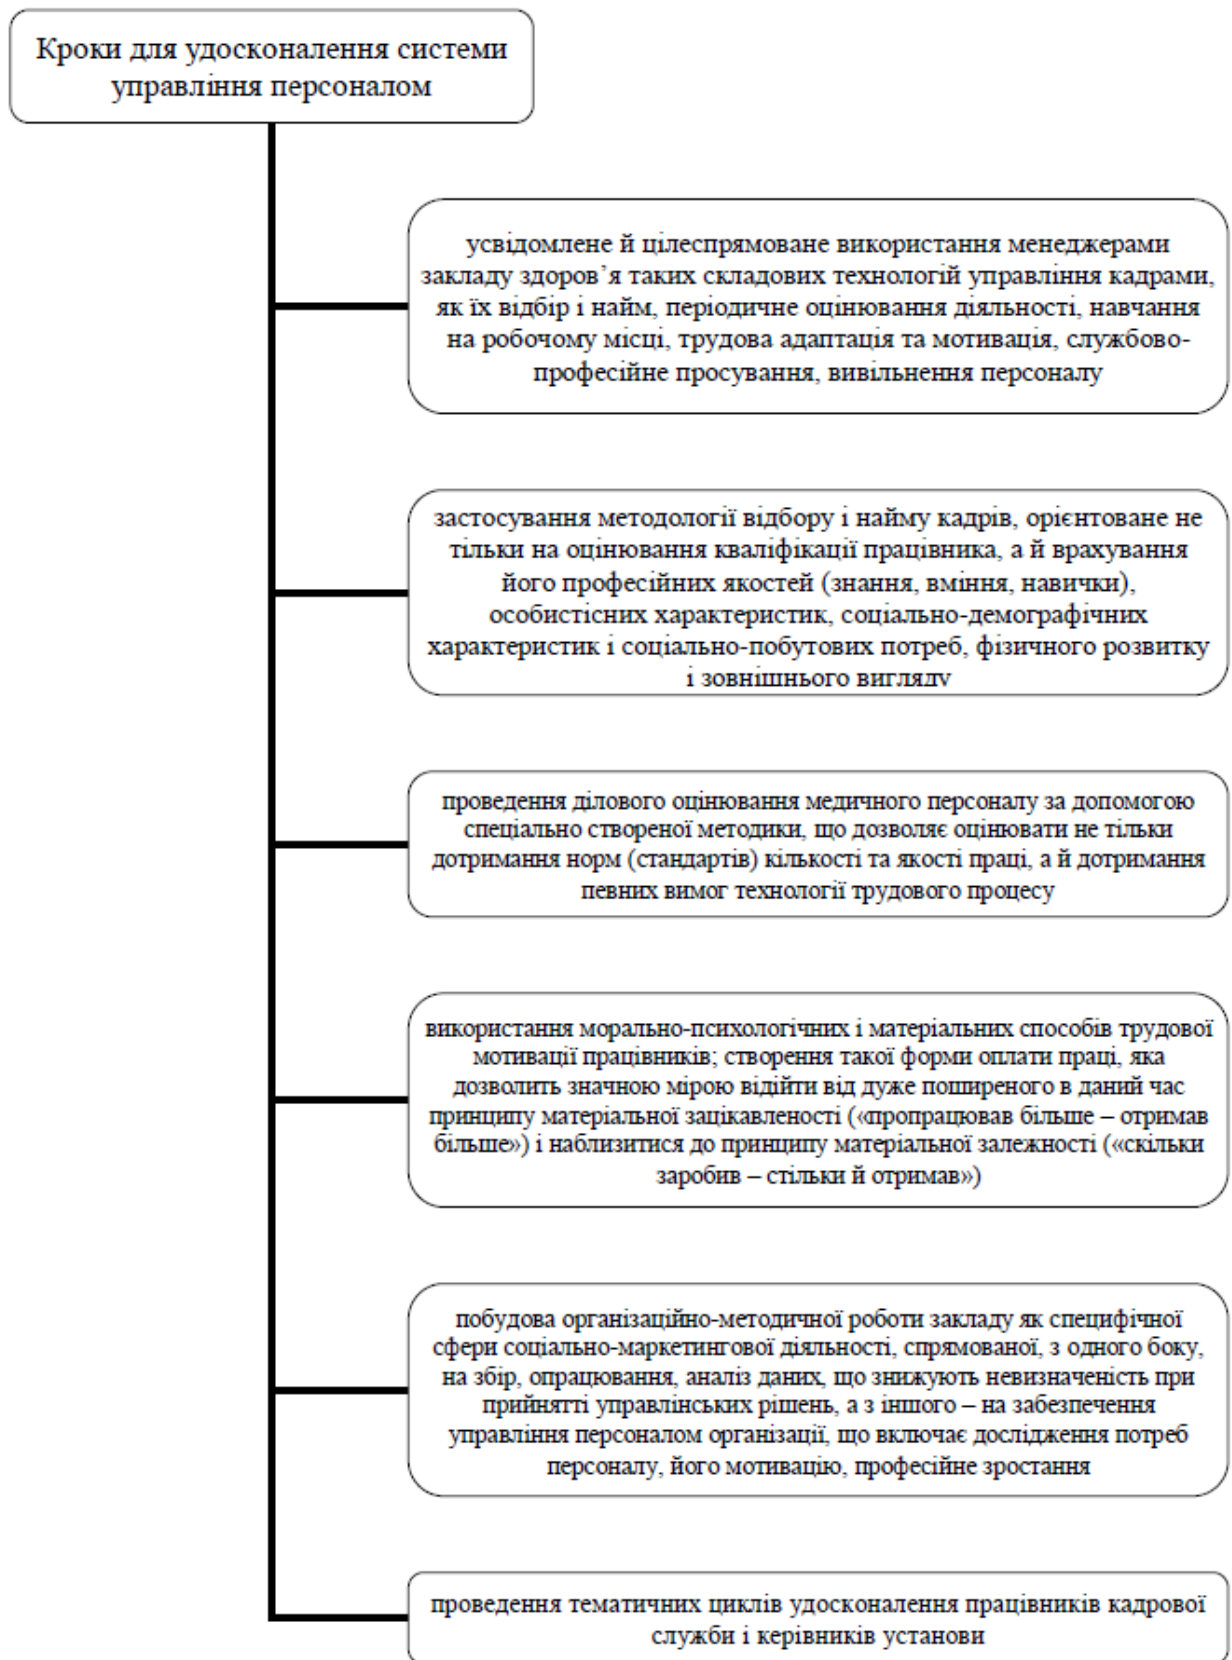 Кроки для удосконалення системи
управління персоналом
усвідомлене й цілеспрямоване використання менеджерами
закладу здоров’я таких складових технологій управління кадрами,
як їх відбір і найм, періодичне оцінювання діяльності, навчання
на робочому місці, трудова адаптація та мотивація, службово-
професійне просування, вивільнення персоналу
застосування методології відбору і найму кадрів, орієнтоване не
тільки на оцінювання кваліфікації працівника, а й врахування
його професійних якостей (знання, вміння, навички),
особистісних характеристик, соціально-демографічних
характеристик і соціально-побутових потреб, фізичного розвитку
і зовнішнього вигляду
проведення ділового оцінювання медичного персоналу за допомогою
спеціально створеної методики, що дозволяє оцінювати не тільки
дотримання норм (стандартів) кількості та якості праці, а й дотримання
певних вимог технології трудового процесу
використання морально-психологічних і матеріальних способів трудової
мотивації працівників; створення такої форми оплати праці, яка
дозволить значною мірою відійти від дуже поширеного в даний час
принципу матеріальної зацікавленості («пропрацював більше – отримав
більше») і наблизитися до принципу матеріальної залежності («скільки
заробив – стільки й отримав»)
побудова організаційно-методичної роботи закладу як специфічної
сфери соціально-маркетингової діяльності, спрямованої, з одного боку,
на збір, опрацювання, аналіз даних, що знижують невизначеність при
прийнятті управлінських рішень, а з іншого – на забезпечення
управління персоналом організації, що включає дослідження потреб
персоналу, його мотивацію, професійне зростання
проведення тематичних циклів удосконалення працівників кадрової
служби і керівників установи